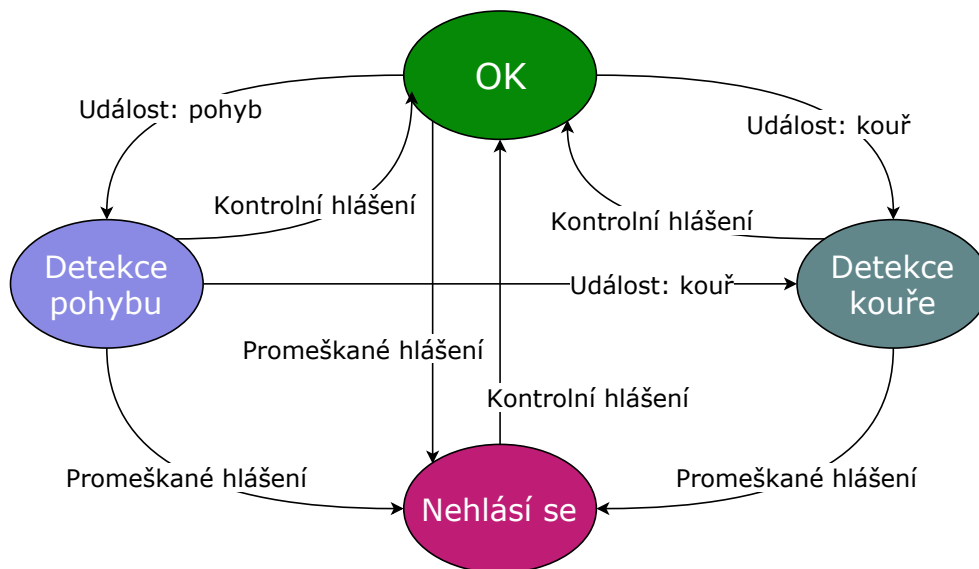 OK
Událost: pohyb
Událost: kouř
Kontrolní hlášení
Kontrolní hlášení
Detekce
pohybu
Událost: kouř
Detekce
kouře
Promeškané hlášení
Kontrolní hlášení
Promeškané hlášení
Promeškané hlášení
Nehlásí se